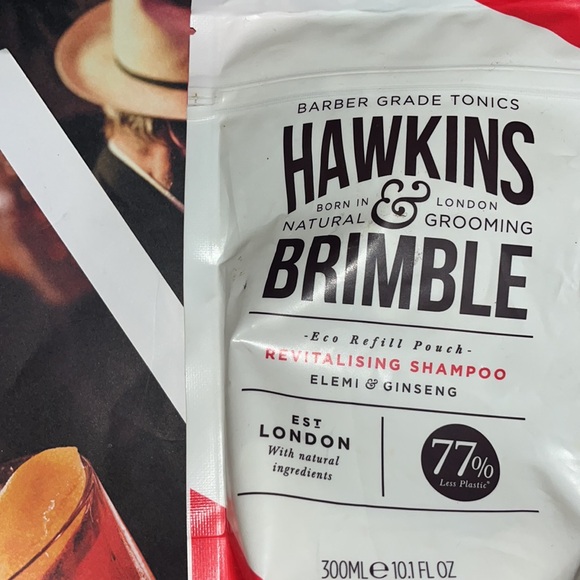 BARBER GRADE TONICS
HAWKINS
BORN IN & LONDON
NATURAL GROOMING
BRIMBLE
-Eco Refill Pouch-
REVITALISING SHAMPOO
ELEMI & GINSENG
EST
LONDON
With natural
ingredients
77%
Less Plastic*
300ML e 10.1 FL OZ